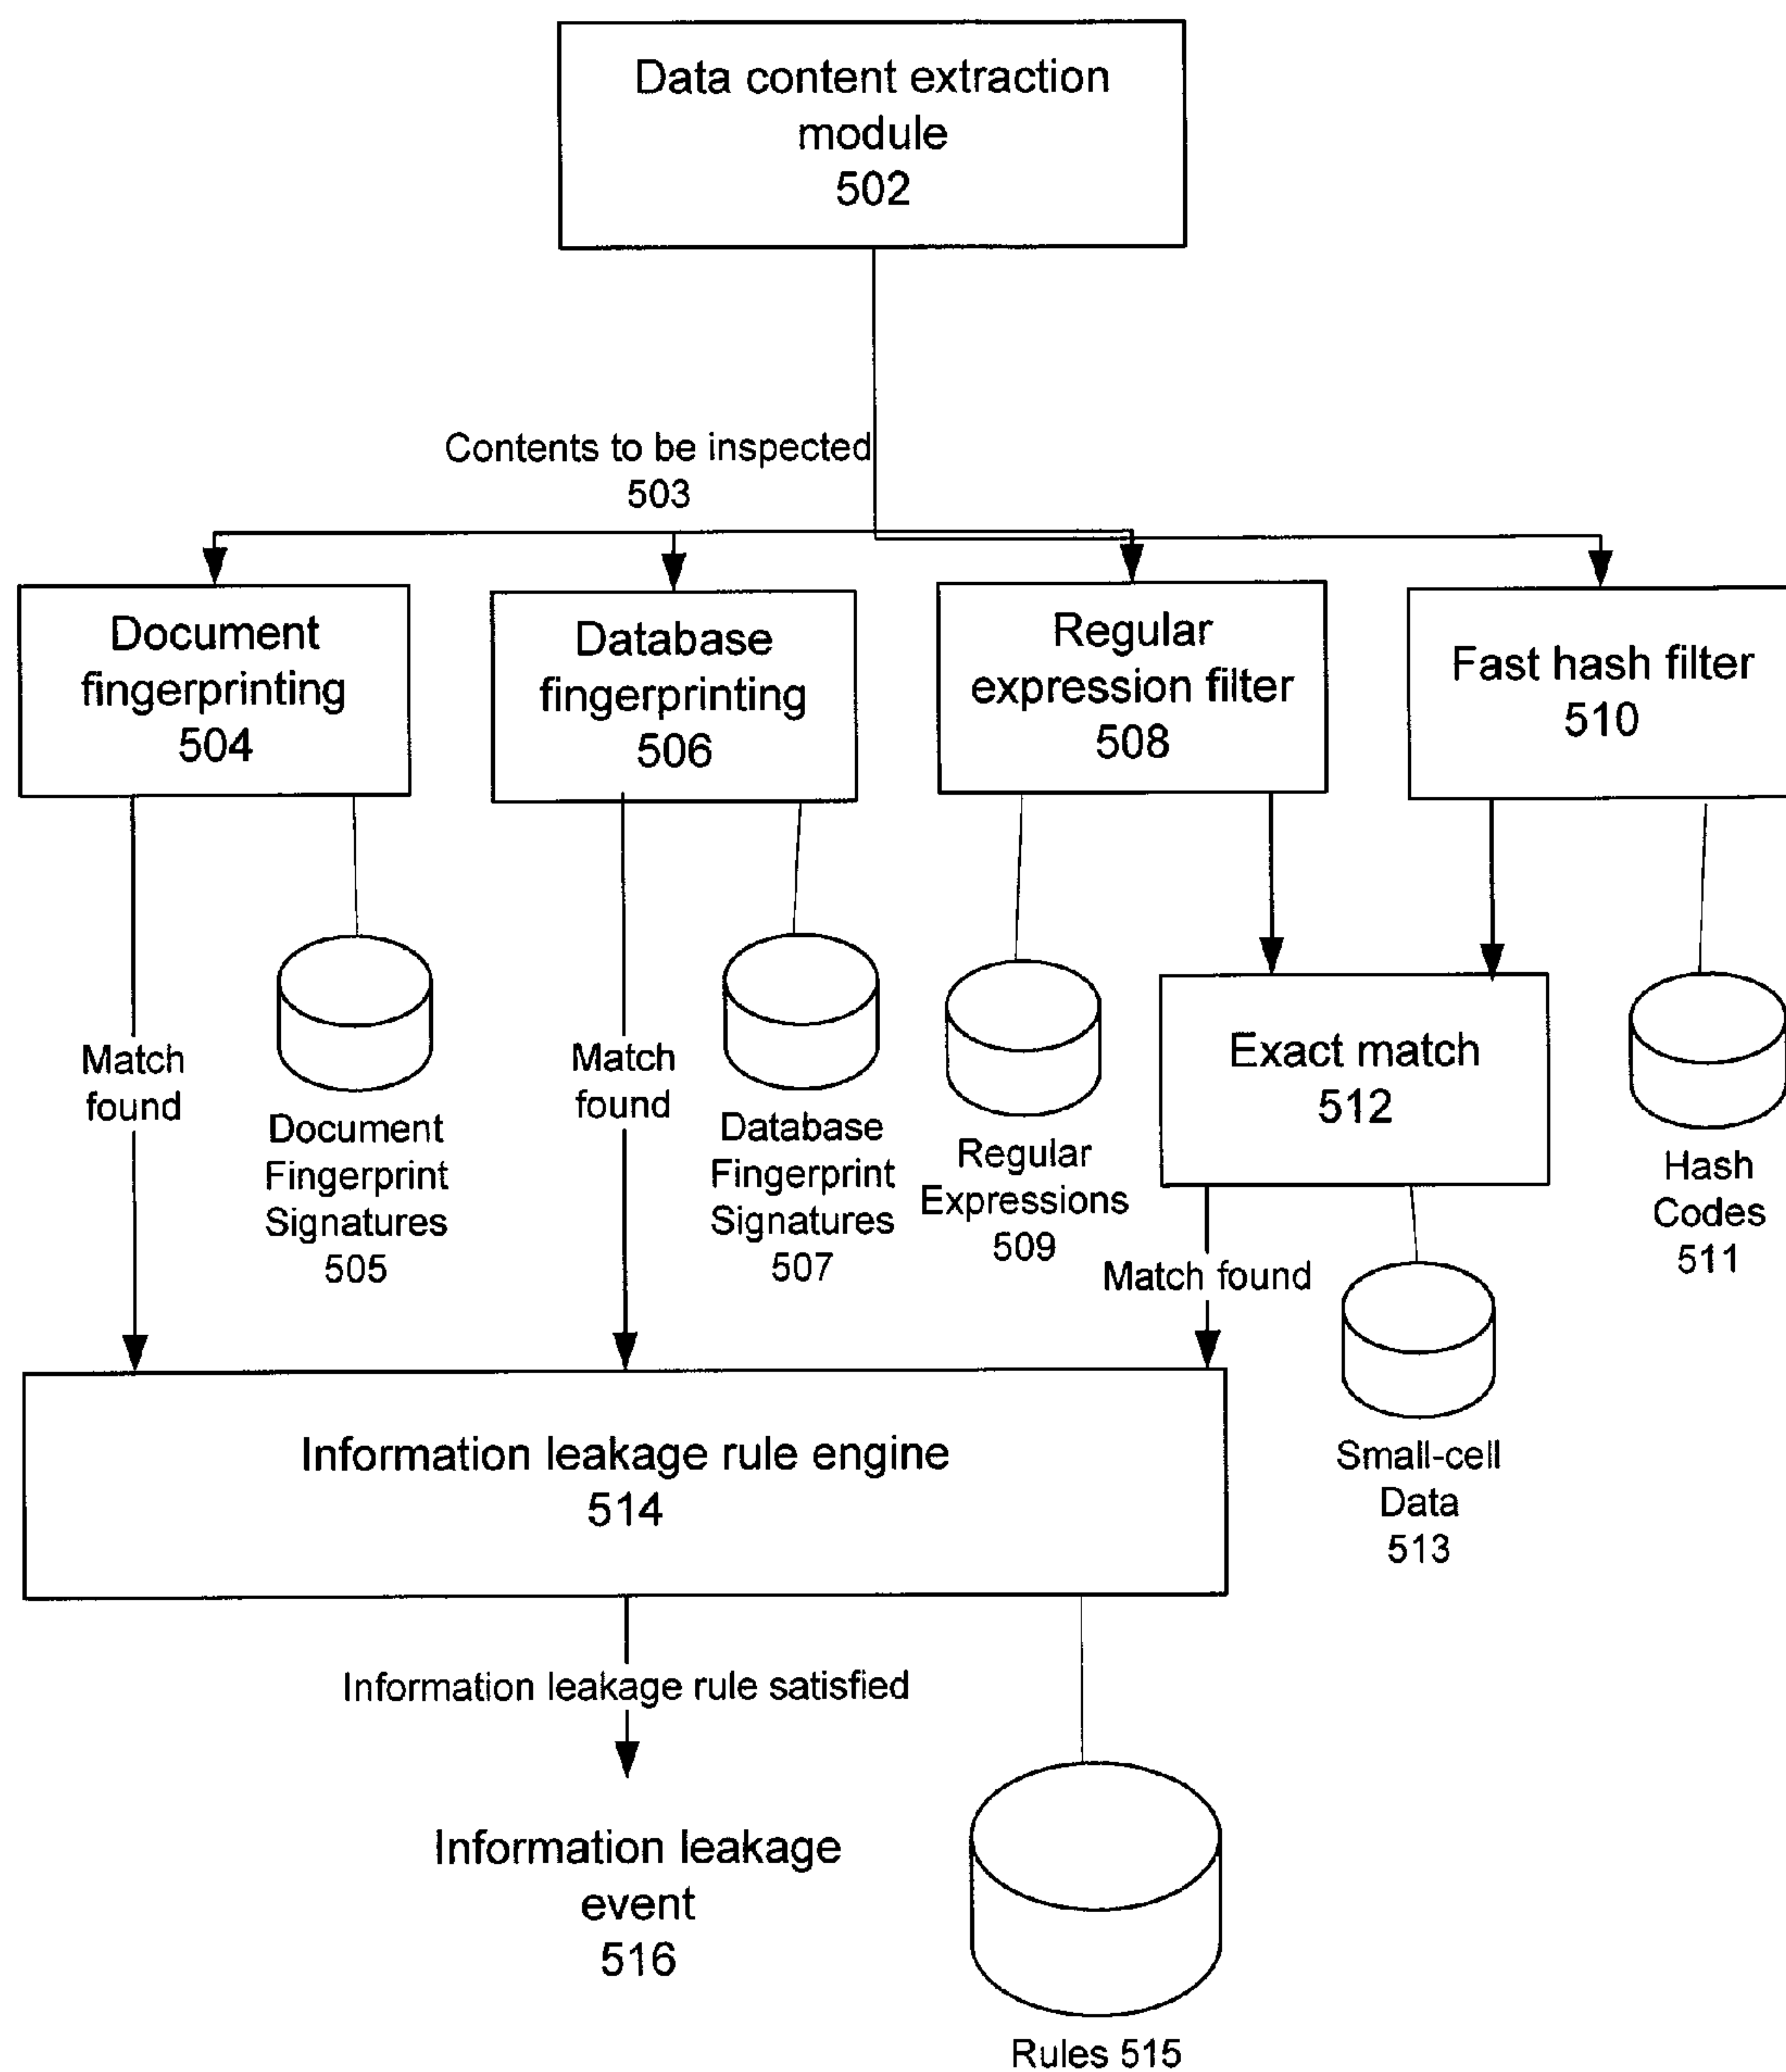 Data content extraction
module
502
Contents to be inspected
503
Document
fingerprinting
504
Database
fingerprinting
506
Regular
expression filter
508
Fast hash filter
510
Match
found
Document
Fingerprint
Signatures
505
Match
found
Database
Fingerprint
Signatures
507
Regular
Expressions
509
Exact match
512
Hash
Codes
511
Match found
Small-cell
Data
513
Information leakage rule engine
514
Information leakage rule satisfied
Information leakage
event
516
Rules 515